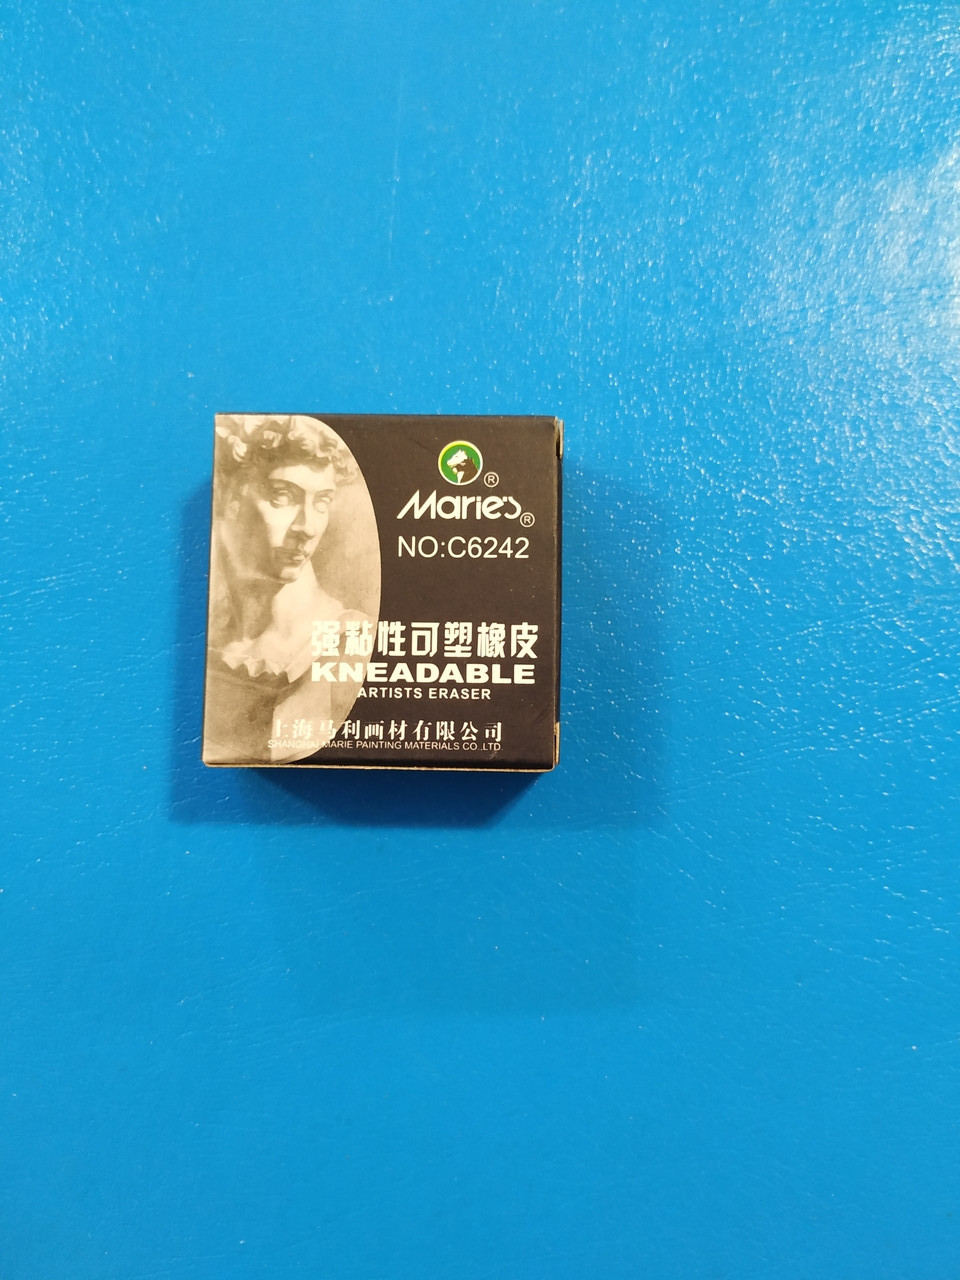 ®
Marie's®
NO:C6242
强粘性可塑橡皮
KNEADABLE
ARTISTS ERASER
上海马利画材有限公司
SHANGHAI MARIE PAINTING MATERIALS CO.,LTD.